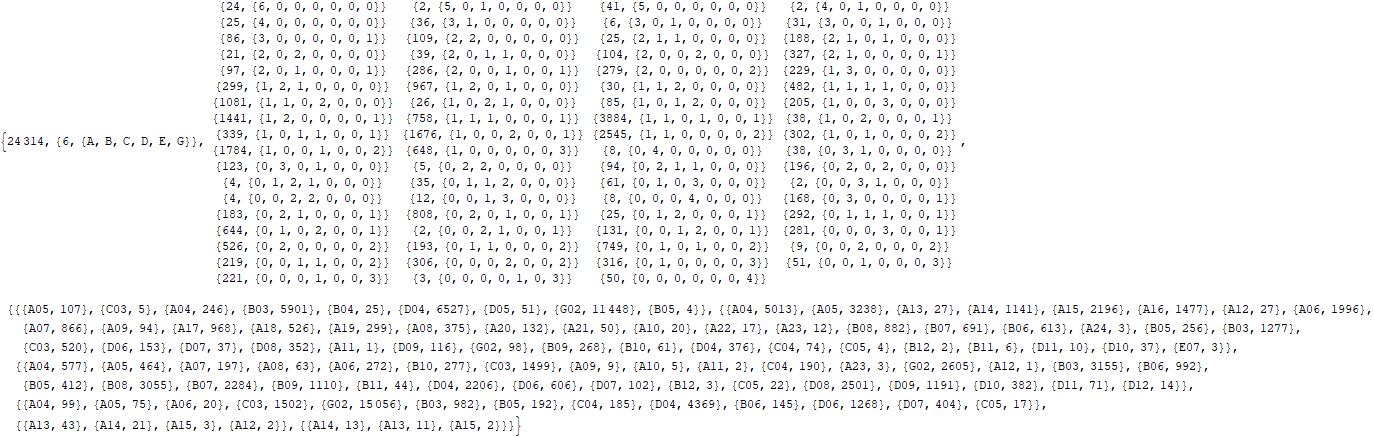 {24 314, {6, {A, B, C, D, E, G}},
{24, {6, 0, 0, 0, 0, 0, 0}} {2, {5, 0, 1, 0, 0, 0, 0}} {41, {5, 0, 0, 0, 0, 0, 0}} {2, {4, 0, 1, 0, 0, 0, 0}}
{25, {4, 0, 0, 0, 0, 0, 0}} {36, {3, 1, 0, 0, 0, 0, 0}} {6, {3, 0, 1, 0, 0, 0, 0}} {31, {3, 0, 0, 1, 0, 0, 0}}
{86, {3, 0, 0, 0, 0, 0, 1}} {109, {2, 2, 0, 0, 0, 0, 0}} {25, {2, 1, 1, 0, 0, 0, 0}} {188, {2, 1, 0, 1, 0, 0, 0}}
{21, {2, 0, 2, 0, 0, 0, 0}} {39, {2, 0, 1, 1, 0, 0, 0}} {104, {2, 0, 0, 2, 0, 0, 0}} {327, {2, 1, 0, 0, 0, 0, 1}}
{97, {2, 0, 1, 0, 0, 0, 1}} {286, {2, 0, 0, 1, 0, 0, 1}} {279, {2, 0, 0, 0, 0, 0, 2}} {229, {1, 3, 0, 0, 0, 0, 0}}
{299, {1, 2, 1, 0, 0, 0, 0}} {967, {1, 2, 0, 1, 0, 0, 0}} {30, {1, 1, 2, 0, 0, 0, 0}} {482, {1, 1, 1, 1, 0, 0, 0}}
{1081, {1, 1, 0, 2, 0, 0, 0}} {26, {1, 0, 2, 1, 0, 0, 0}} {85, {1, 0, 1, 2, 0, 0, 0}} {205, {1, 0, 0, 3, 0, 0, 0}}
{1441, {1, 2, 0, 0, 0, 0, 1}} {758, {1, 1, 1, 0, 0, 0, 1}} {3884, {1, 1, 0, 1, 0, 0, 1}} {38, {1, 0, 2, 0, 0, 0, 1}}
{339, {1, 0, 1, 1, 0, 0, 1}} {1676, {1, 0, 0, 2, 0, 0, 1}} {2545, {1, 1, 0, 0, 0, 0, 2}} {302, {1, 0, 1, 0, 0, 0, 2}}
{1784, {1, 0, 0, 1, 0, 0, 2}} {648, {1, 0, 0, 0, 0, 0, 3}} {8, {0, 4, 0, 0, 0, 0, 0}} {38, {0, 3, 1, 0, 0, 0, 0}} ,
{123, {0, 3, 0, 1, 0, 0, 0}} {5, {0, 2, 2, 0, 0, 0, 0}} {94, {0, 2, 1, 1, 0, 0, 0}} {196, {0, 2, 0, 2, 0, 0, 0}}
{4, {0, 1, 2, 1, 0, 0, 0}} {35, {0, 1, 1, 2, 0, 0, 0}} {61, {0, 1, 0, 3, 0, 0, 0}} {2, {0, 0, 3, 1, 0, 0, 0}}
{4, {0, 0, 2, 2, 0, 0, 0}} {12, {0, 0, 1, 3, 0, 0, 0}} {8, {0, 0, 0, 4, 0, 0, 0}} {168, {0, 3, 0, 0, 0, 0, 1}}
{183, {0, 2, 1, 0, 0, 0, 1}} {808, {0, 2, 0, 1, 0, 0, 1}} {25, {0, 1, 2, 0, 0, 0, 1}} {292, {0, 1, 1, 1, 0, 0, 1}}
{644, {0, 1, 0, 2, 0, 0, 1}} {2, {0, 0, 2, 1, 0, 0, 1}} {131, {0, 0, 1, 2, 0, 0, 1}} {281, {0, 0, 0, 3, 0, 0, 1}}
{526, {0, 2, 0, 0, 0, 0, 2}} {193, {0, 1, 1, 0, 0, 0, 2}} {749, {0, 1, 0, 1, 0, 0, 2}} {9, {0, 0, 2, 0, 0, 0, 2}}
{219, {0, 0, 1, 1, 0, 0, 2}} {306, {0, 0, 0, 2, 0, 0, 2}} {316, {0, 1, 0, 0, 0, 0, 3}} {51, {0, 0, 1, 0, 0, 0, 3}}
{221, {0, 0, 0, 1, 0, 0, 3}} {3, {0, 0, 0, 0, 1, 0, 3}} {50, {0, 0, 0, 0, 0, 0, 4}}
{{{A05, 107}, {C03, 5}, {A04, 246}, {B03, 5901}, {B04, 25}, {D04, 6527}, {D05, 51}, {G02, 11 448}, {B05, 4}}, {{A04, 5013}, {A05, 3238}, {A13, 27}, {A14, 1141}, {A15, 2196}, {A16, 1477}, {A12, 27}, {A06, 1996},
{A07, 866}, {A09, 94}, {A17, 968}, {A18, 526}, {A19, 299}, {A08, 375}, {A20, 132}, {A21, 50}, {A10, 20}, {A22, 17}, {A23, 12}, {B08, 882}, {B07, 691}, {B06, 613}, {A24, 3}, {B05, 256}, {B03, 1277},
{C03, 520}, {D06, 153}, {D07, 37}, {D08, 352}, {A11, 1}, {D09, 116}, {G02, 98}, {B09, 268}, {B10, 61}, {D04, 376}, {C04, 74}, {C05, 4}, {B12, 2}, {B11, 6}, {D11, 10}, {D10, 37}, {E07, 3}},
{{A04, 577}, {A05, 464}, {A07, 197}, {A08, 63}, {A06, 272}, {B10, 277}, {C03, 1499}, {A09, 9}, {A10, 5}, {A11, 2}, {C04, 190}, {A23, 3}, {G02, 2605}, {A12, 1}, {B03, 3155}, {B06, 992},
{B05, 412}, {B08, 3055}, {B07, 2284}, {B09, 1110}, {B11, 44}, {D04, 2206}, {D06, 606}, {D07, 102}, {B12, 3}, {C05, 22}, {D08, 2501}, {D09, 1191}, {D10, 382}, {D11, 71}, {D12, 14}},
{{A04, 99}, {A05, 75}, {A06, 20}, {C03, 1502}, {G02, 15 056}, {B03, 982}, {B05, 192}, {C04, 185}, {D04, 4369}, {B06, 145}, {D06, 1268}, {D07, 404}, {C05, 17}},
{{A13, 43}, {A14, 21}, {A15, 3}, {A12, 2}}, {{A14, 13}, {A13, 11}, {A15, 2}}}}